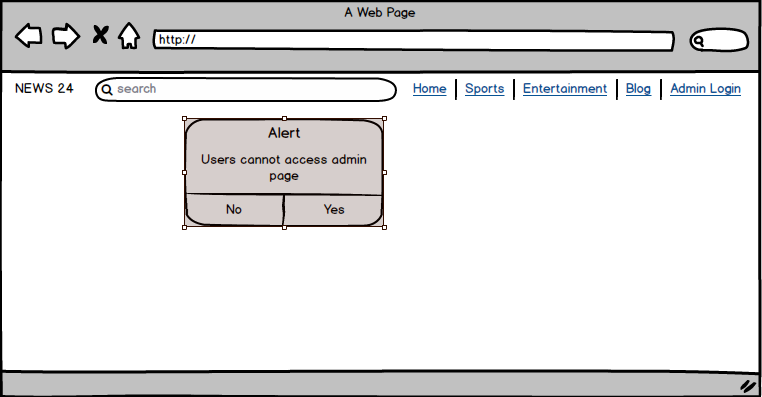 A Web Page
http://
NEWS 24 search Home Sports Entertainment Blog Admin Login
Alert
Users cannot access admin
page
No Yes